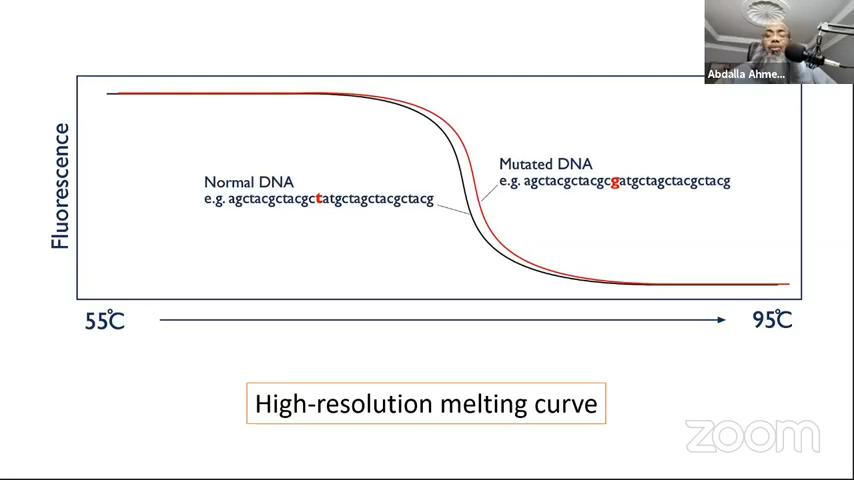 Abdalla Ahme...
Fluorescence
Mutated DNA
e.g. agctacgctacgcgatgctagctacgctacg
Normal DNA
e.g. agctacgctacgctatgctagctacgctacg
55°C
95°C
High-resolution melting curve
zoom